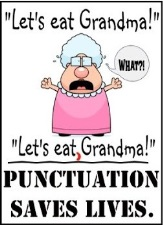 "Let's eat Grandma!"
WHAT?!
"Let's eat, Grandma!"
PUNCTUATION
SAVES LIVES.